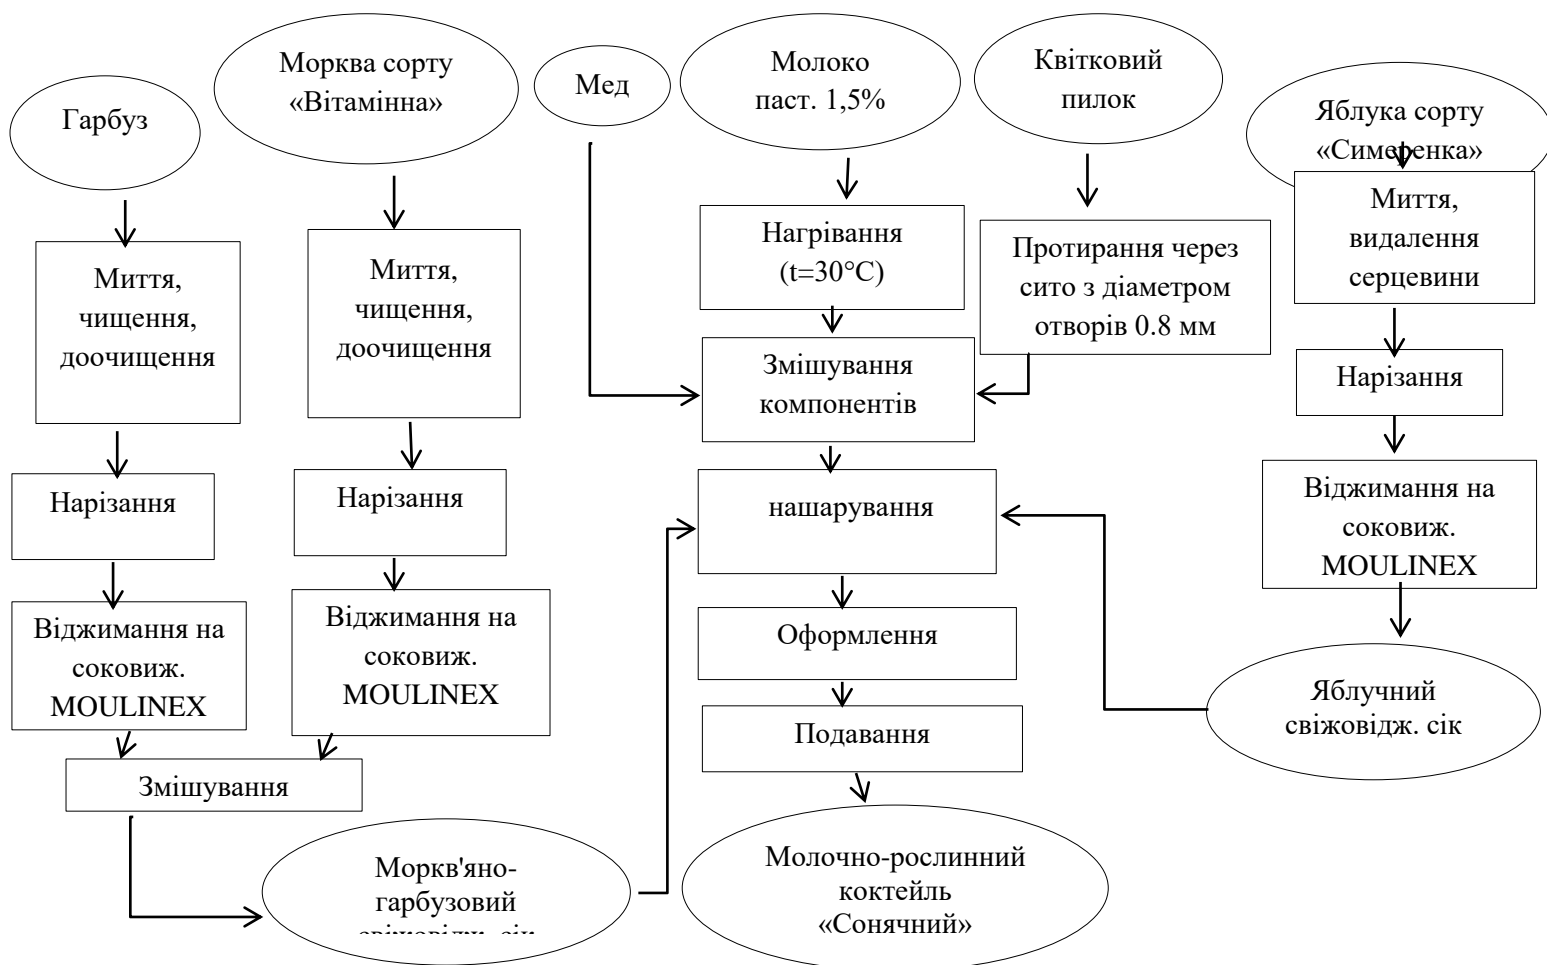 Гарбуз
Морква сорту
«Вітамінна»
Мед
Молоко
паст. 1,5%
Квітковий
пилок
Яблука сорту
«Симеренка»
Миття,
чищення,
доочищення
Миття,
чищення,
доочищення
Нагрівання
(t=30°C)
Протирання через
сито з діаметром
отворів 0.8 мм
Миття,
видалення
серцевини
Змішування
компонентів
Нарізання
Нарізання
Нарізання
нашарування
Віджимання на
соковиж.
MOULINEX
Віджимання на
соковиж.
MOULINEX
Віджимання на
соковиж.
MOULINEX
Оформлення
Подавання
Яблучний
свіжовідж. сік
Змішування
Моркв'яно-
гарбузовий
Молочно-рослинний
коктейль
«Сонячний»